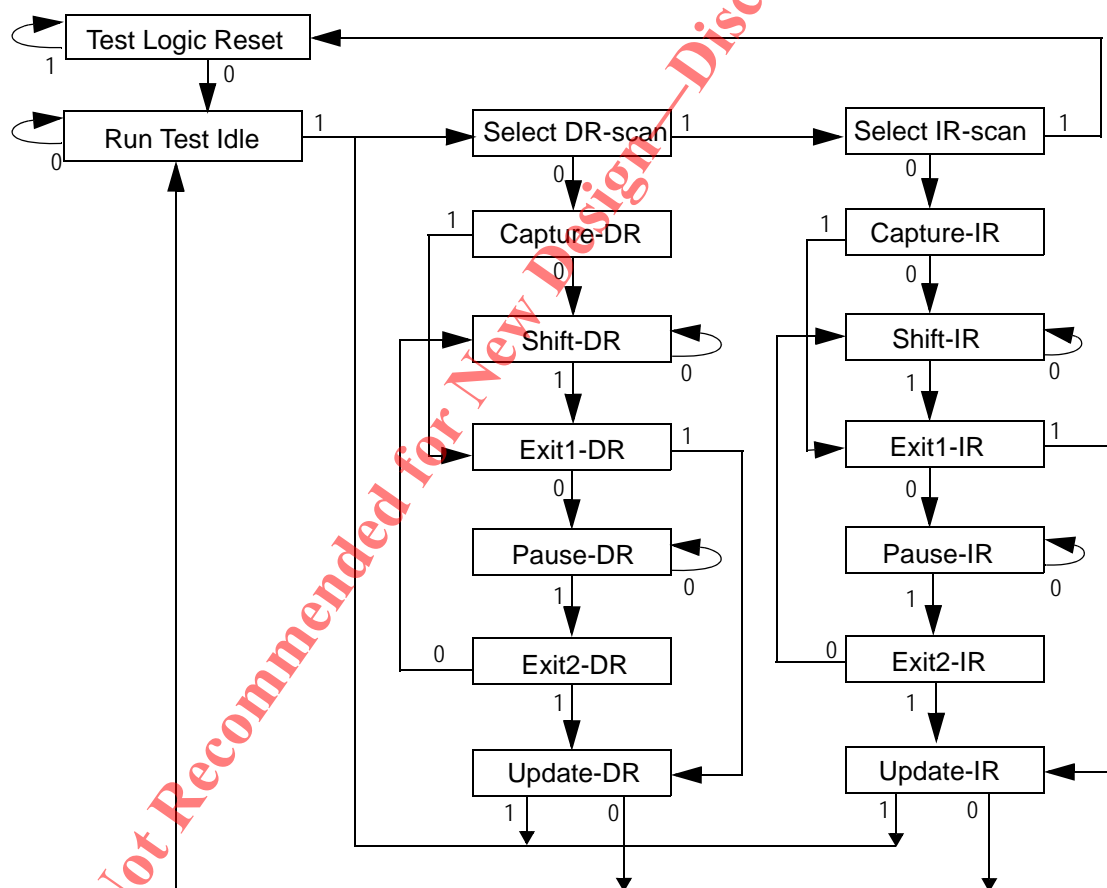 Test Logic Reset
1
0
Run Test Idle
0
1
Select DR-scan
1
Select IR-scan
1
0
0
1
Capture-DR
1
Capture-IR
0
0
Shift-DR
0
Shift-IR
0
1
1
Exit1-DR
1
Exit1-IR
1
0
0
Pause-DR
0
Pause-IR
0
1
1
0
Exit2-DR
0
Exit2-IR
1
1
Update-DR
Update-IR
1
0
1
0
Not Recommended for New Design—Disc